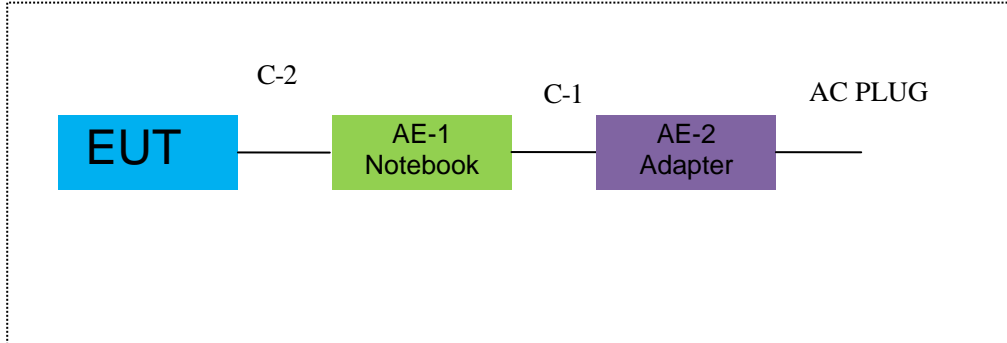 C-2
C-1
AC PLUG
EUT
AE-1
Notebook
AE-2
Adapter